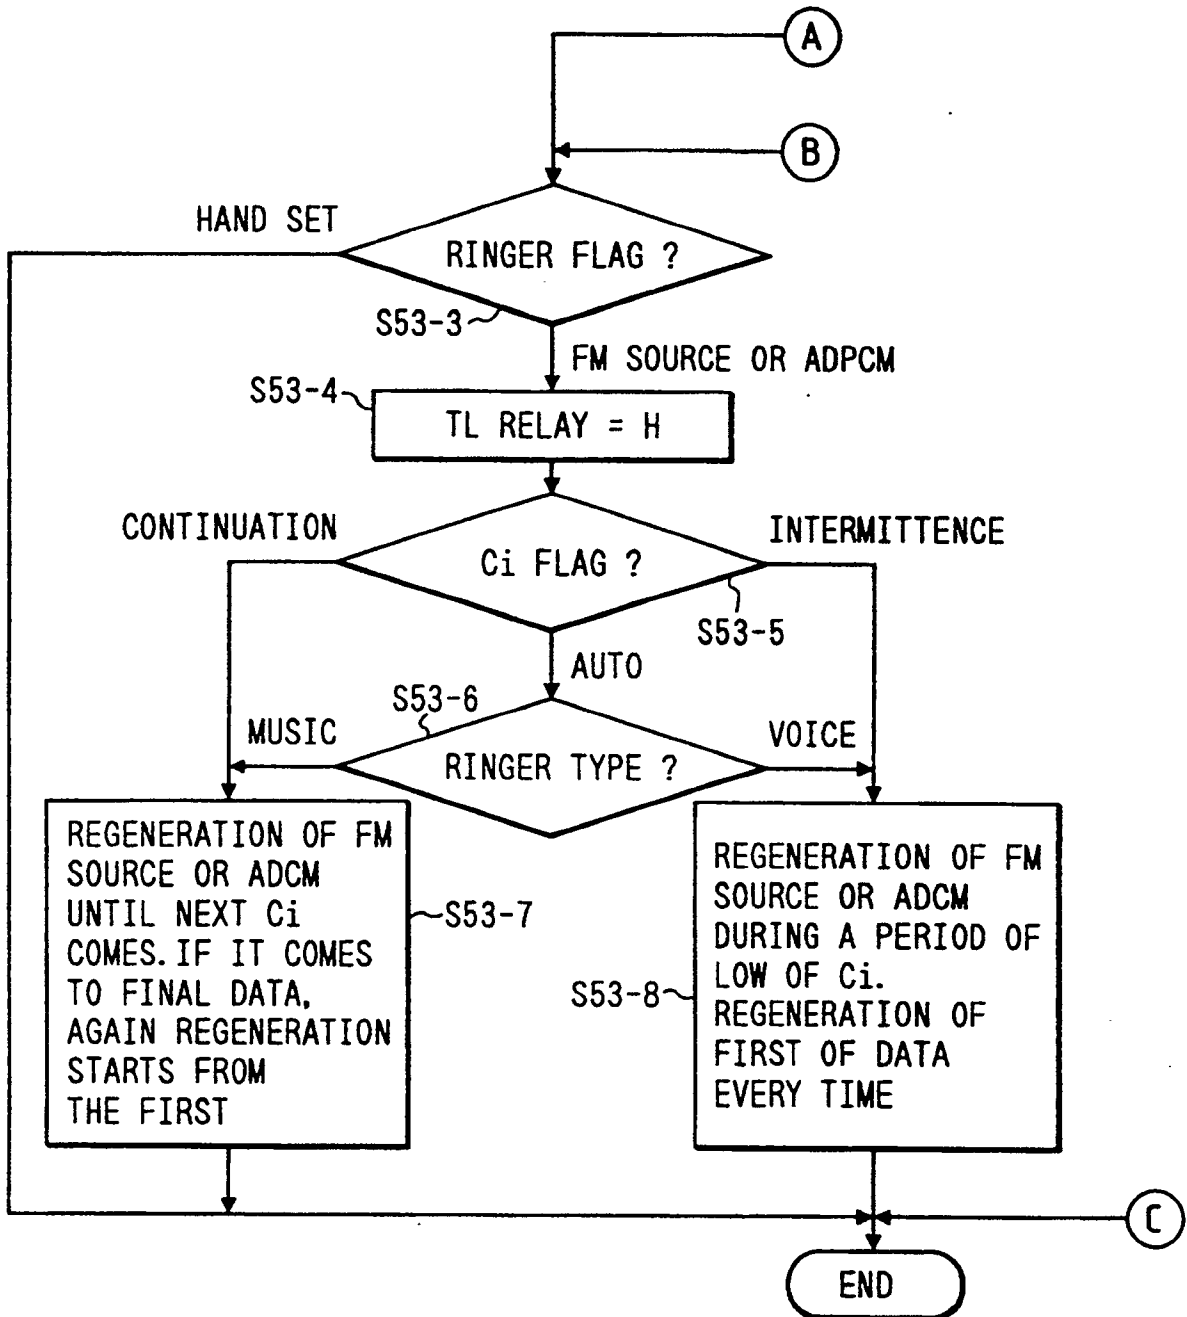 A
B
HAND SET
RINGER FLAG ?
S53-3
FM SOURCE OR ADPCM
S53-4
TL RELAY = H
CONTINUATION
INTERMITTENCE
Ci FLAG ?
S53-5
AUTO
S53-6
MUSIC
VOICE
RINGER TYPE ?
REGENERATION OF FM
SOURCE OR ADCM
UNTIL NEXT Ci
COMES. IF IT COMES
TO FINAL DATA,
AGAIN REGENERATION
STARTS FROM
THE FIRST
S53-7
REGENERATION OF FM
SOURCE OR ADCM
DURING A PERIOD OF
LOW OF Ci.
REGENERATION OF
FIRST OF DATA
EVERY TIME
S53-8
C
END